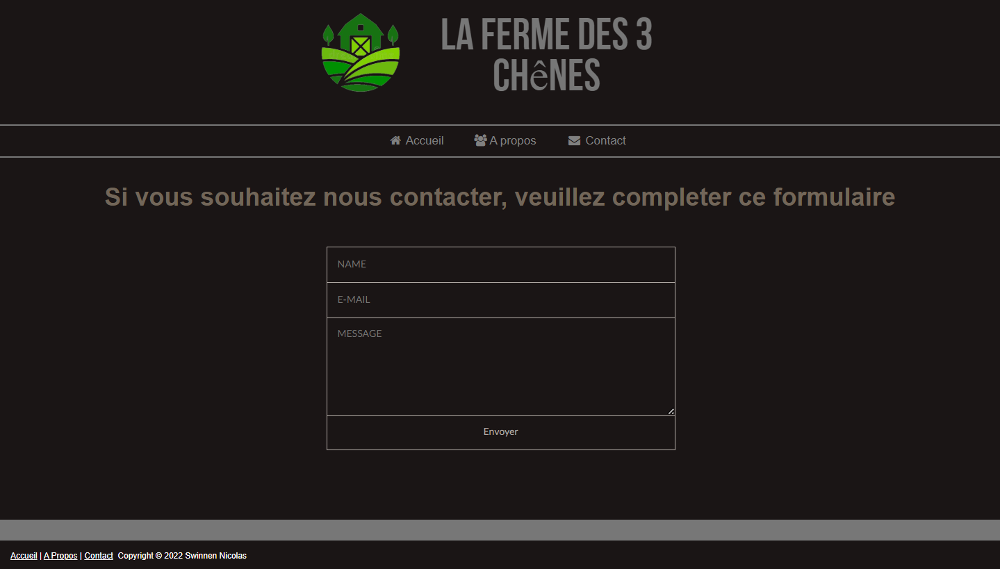 LA FERME DES 3
CHêNES
Accueil A propos Contact
Si vous souhaitez nous contacter, veuillez completer ce formulaire
NAME
E-MAIL
MESSAGE
Envoyer
Accueil | A Propos | Contact Copyright © 2022 Swinnen Nicolas